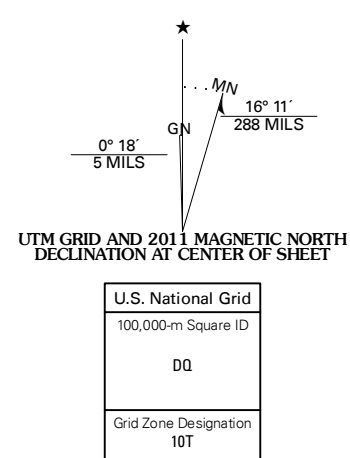 ★
MN
16° 11´
288 MILS
GN
0° 18´
5 MILS
UTM GRID AND 2011 MAGNETIC NORTH
DECLINATION AT CENTER OF SHEET
U.S. National Grid
100,000-m Square ID
DQ
Grid Zone Designation
10T